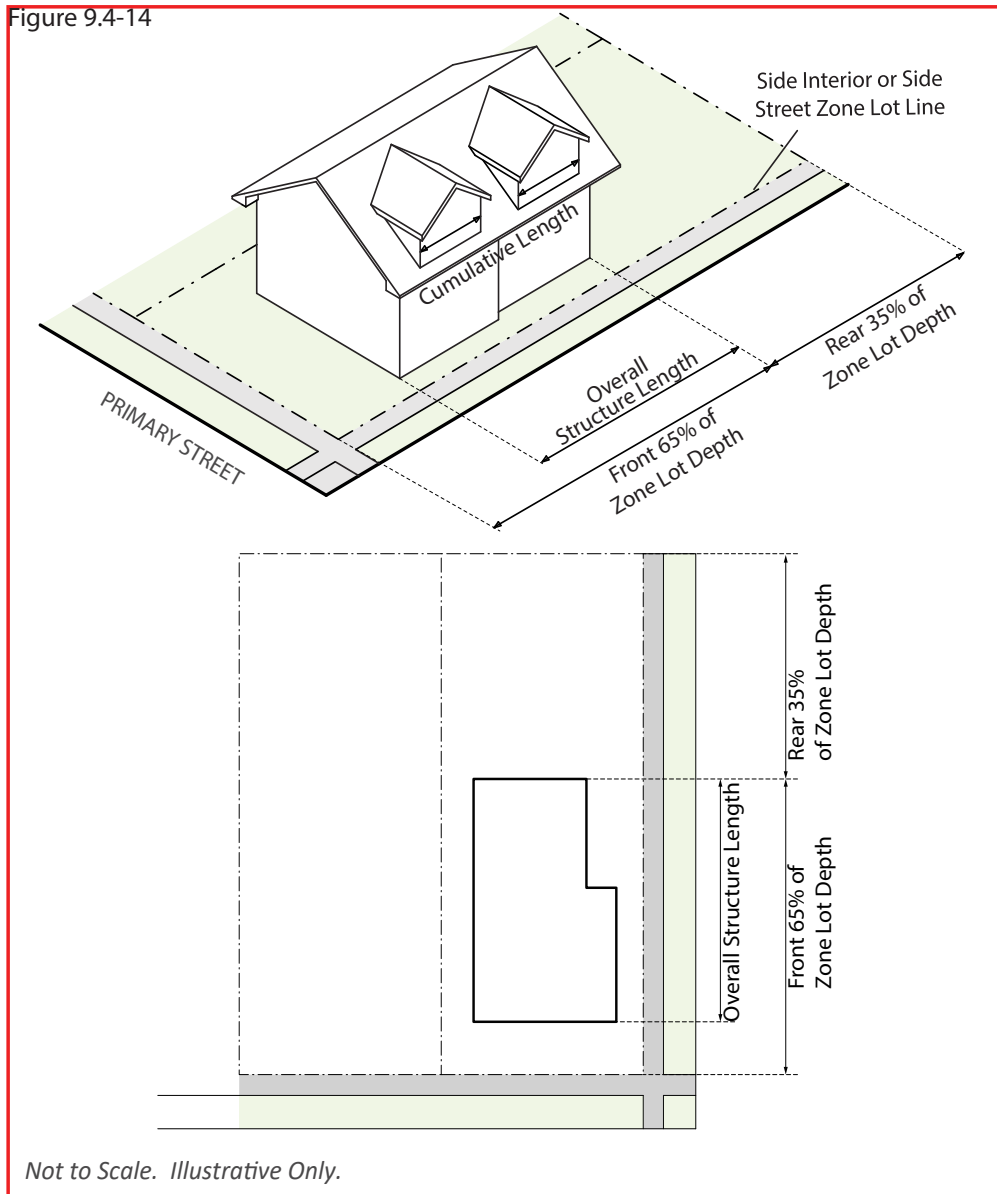 Figure 9.4-14
Side Interior or Side
Street Zone Lot Line
Cumulative Length
Rear 35% of
Zone Lot Depth
Overall
Structure Length
Front 65% of
Zone Lot Depth
PRIMARY STREET
Rear 35%
of Zone Lot Depth
Overall Structure Length
Front 65% of
Zone Lot Depth
Not to Scale. Illustrative Only.